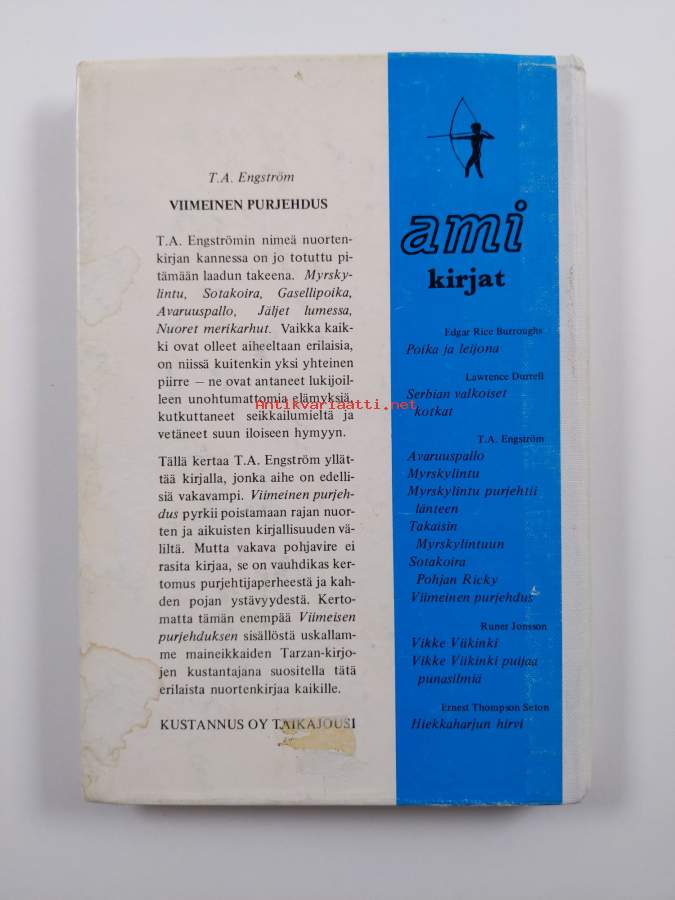 T.A. Engström
VIIMEINEN PURJEHDUS
T.A. Engströmin nimeä nuorten-
kirjan kannessa on jo totuttu pi-
tämään laadun takeena. Myrsky-
lintu, Sotakoira, Gasellipoika,
Avaruuspallo, Jäljet lumessa,
Nuoret merikarhut. Vaikka kaik-
ki ovat olleet aiheeltaan erilaisia,
on niissä kuitenkin yksi yhteinen
piirre — ne ovat antaneet lukijoil-
leen unohtumattomia elämyksiä,
kutkuttaneet seikkailumieltä ja
vetäneet suun iloiseen hymyyn.
Tällä kertaa T.A. Engström yllät-
tää kirjalla, jonka aihe on edelli-
siä vakavampi. Viimeinen purjeh-
dus pyrkii poistamaan rajan nuor-
ten ja aikuisten kirjallisuuden vä-
liltä. Mutta vakava pohjavire ei
rasita kirjaa, se on vauhdikas ker-
tomus purjehtijaperheestä ja kah-
den pojan ystävyydestä. Kerto-
matta tämän enempää Viimeisen
purjehduksen sisällöstä uskallam-
me maineikkaiden Tarzan-kirjo-
jen kustantajana suositella tätä
erilaista nuortenkirjaa kaikille.
KUSTANNUS OY TAIKAJOUSI
ami
kirjat
Edgar Rice Burroughs
Poika ja leijona
Lawrence Durrell
Serbian valkoiset
kotkat
T.A. Engström
Avaruuspallo
Myrskylintu
Myrskylintu purjehtii
länteen
Takaisin
Myrskylintuun
Sotakoira
Pohjan Ricky
Viimeinen purjehdus
Runer Jonsson
Vikke Viikinki
Vikke Viikinki puijaa
punasilmiä
Ernest Thompson Seton
Hiekkaharjun hirvi
Antikvariaatti.net